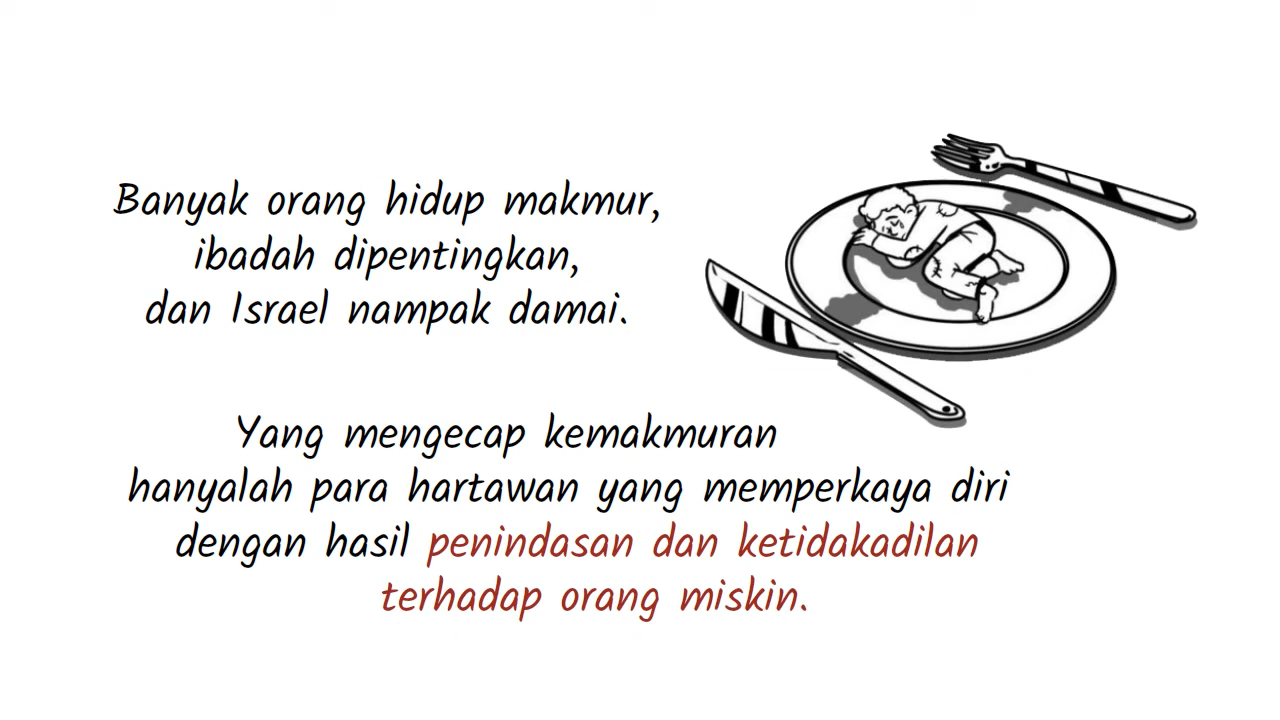 Banyak orang hidup makmur,
ibadah dipentingkan,
dan Israel nampak damai.
Yang mengecap kemakmuran
hanyalah para hartawan yang memperkaya diri
dengan hasil penindasan dan ketidakadilan
terhadap orang miskin.